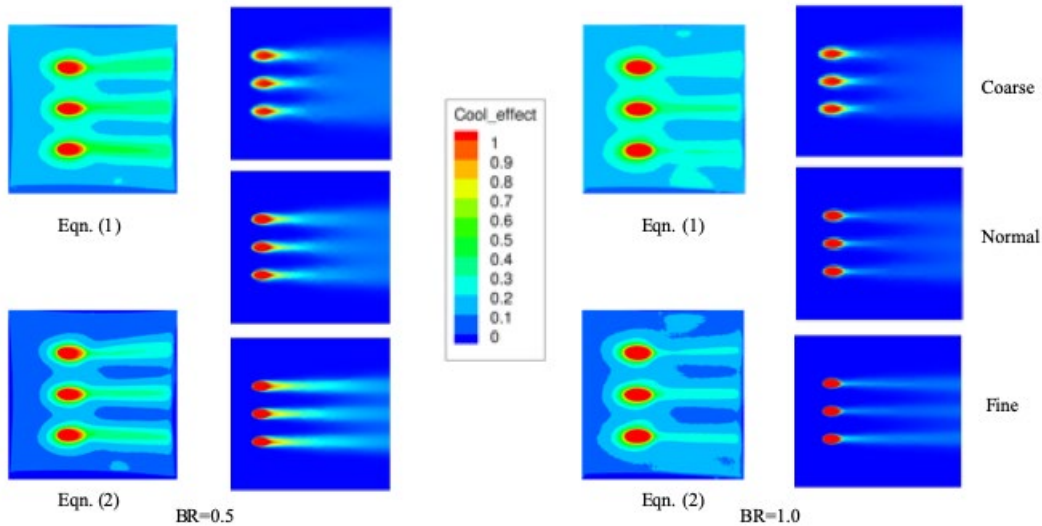 Coarse
Cool_effect
1
0.9
0.8
0.7
0.6
0.5
0.4
0.3
0.2
0.1
0
Eqn. (1)
Eqn. (1)
Normal
Fine
Eqn. (2)
Eqn. (2)
BR=0.5
BR=1.0